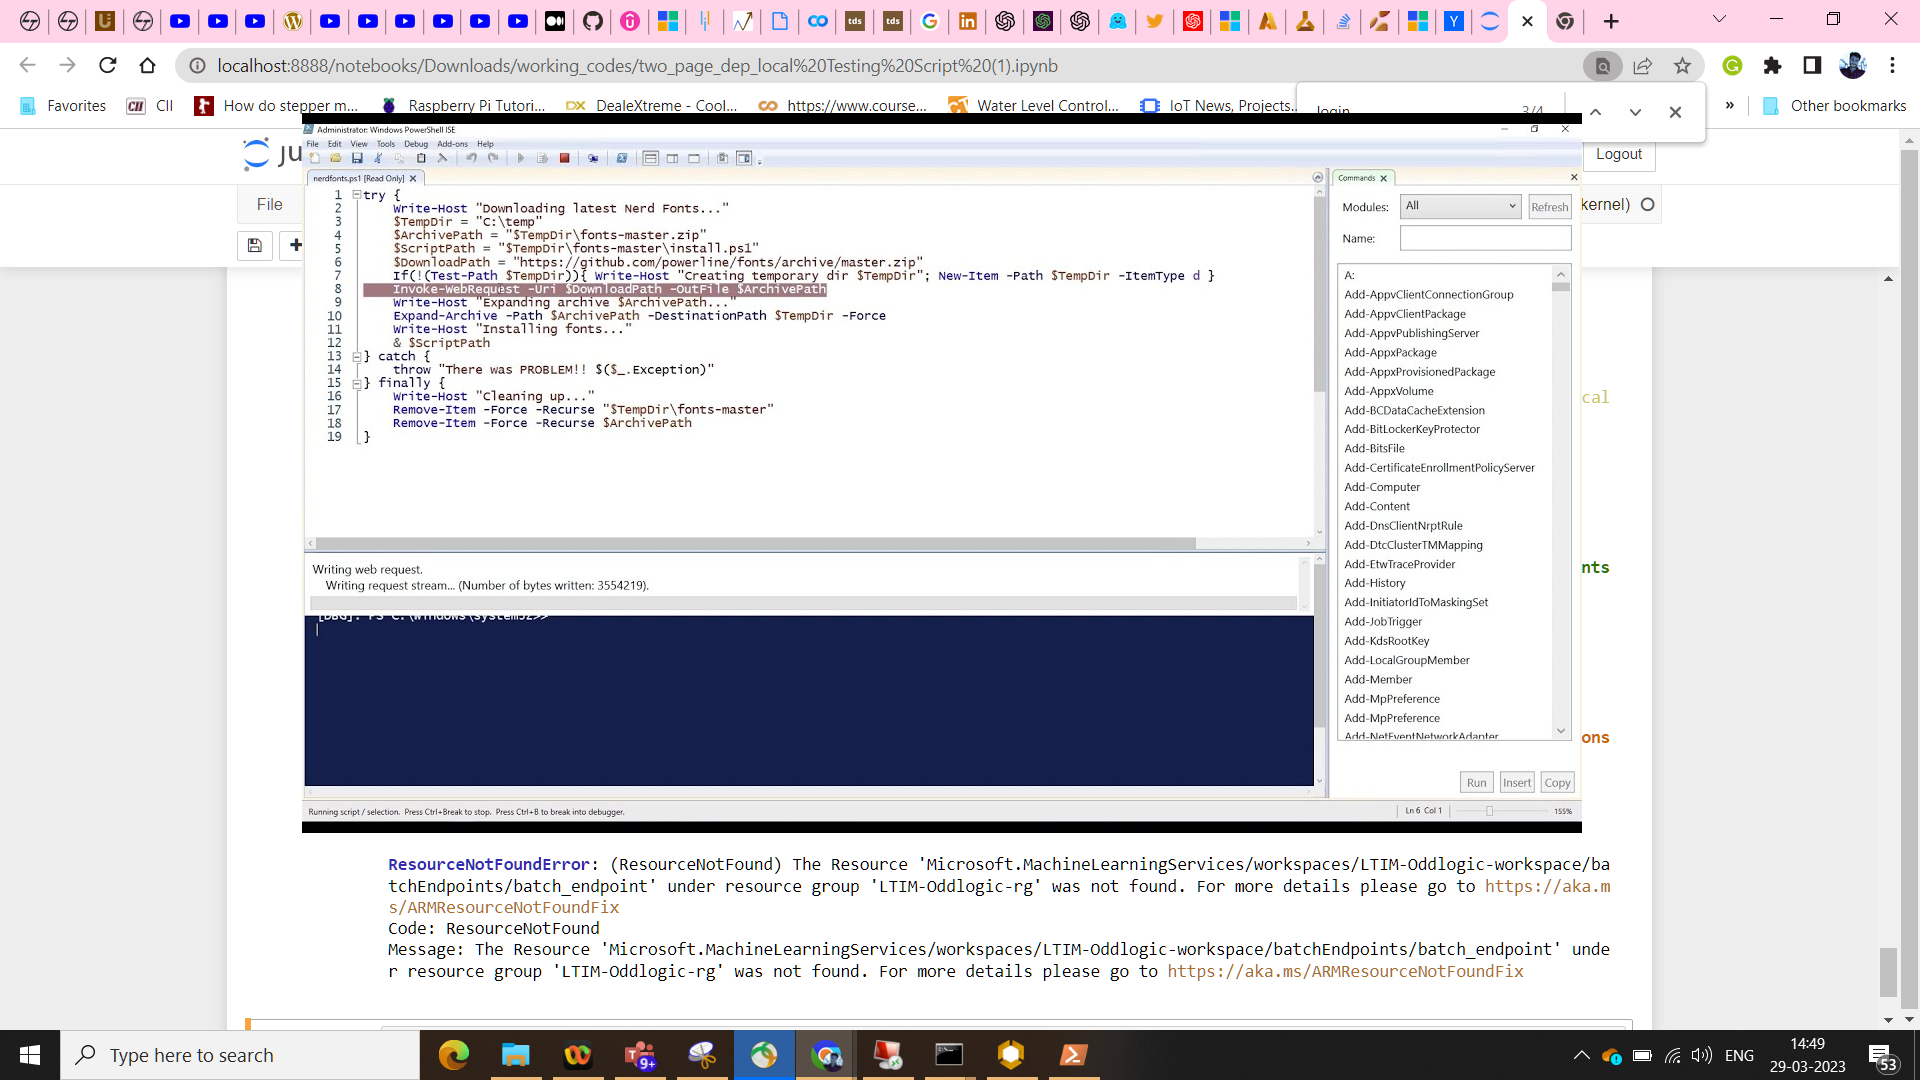 tds
tds
Y
localhost:8888/notebooks/Downloads/working_codes/two_page_dep_local%20Testing%20Script%20(1).ipynb
Favorites
CII
How do stepper m...
Raspberry Pi Tutori...
DX
DealeXtreme - Cool...
https://www.course...
Water Level Control...
IoT News, Projects...
»
Other bookmarks
login
3/4
Administrator: Windows PowerShell ISE
File Edit View Tools Debug Add-ons Help
nerdfonts.ps1 [Read Only]
1 try {
2 Write-Host "Downloading latest Nerd Fonts..."
3 $TempDir = "C:\temp"
4 $ArchivePath = "$TempDir\fonts-master.zip"
5 $ScriptPath = "$TempDir\fonts-master\install.ps1"
6 $DownloadPath = "https://github.com/powerline/fonts/archive/master.zip"
7 If(!(Test-Path $TempDir)){ Write-Host "Creating temporary dir $TempDir"; New-Item -Path $TempDir -ItemType d }
8 Invoke-WebRequest -Uri $DownloadPath -OutFile $ArchivePath
9 Write-Host "Expanding archive $ArchivePath..."
10 Expand-Archive -Path $ArchivePath -DestinationPath $TempDir -Force
11 Write-Host "Installing fonts..."
12 & $ScriptPath
13 } catch {
14 throw "There was PROBLEM!! $($_.Exception)"
15 } finally {
16 Write-Host "Cleaning up..."
17 Remove-Item -Force -Recurse "$TempDir\fonts-master"
18 Remove-Item -Force -Recurse $ArchivePath
19 }
Writing web request.
Writing request stream... (Number of bytes written: 3554219).
[DBG]: PS C:\Windows\system32>>
Running script / selection. Press Ctrl+Break to stop. Press Ctrl+B to break into debugger.
Ln 6 Col 1
155%
Commands
Modules: All Refresh
Name:
A:
Add-AppvClientConnectionGroup
Add-AppvClientPackage
Add-AppvPublishingServer
Add-AppxPackage
Add-AppxProvisionedPackage
Add-AppxVolume
Add-BCDataCacheExtension
Add-BitLockerKeyProtector
Add-BitsFile
Add-CertificateEnrollmentPolicyServer
Add-Computer
Add-Content
Add-DnsClientNrptRule
Add-DtcClusterTMMapping
Add-EtwTraceProvider
Add-History
Add-InitiatorIdToMaskingSet
Add-JobTrigger
Add-KdsRootKey
Add-LocalGroupMember
Add-Member
Add-MpPreference
Add-MpPreference
Add-NetEventNetworkAdapter
Run Insert Copy
ju
Logout
File
kernel)
cal
nts
ons
ResourceNotFoundError: (ResourceNotFound) The Resource 'Microsoft.MachineLearningServices/workspaces/LTIM-Oddlogic-workspace/ba
tchEndpoints/batch_endpoint' under resource group 'LTIM-Oddlogic-rg' was not found. For more details please go to https://aka.m
s/ARMResourceNotFoundFix
Code: ResourceNotFound
Message: The Resource 'Microsoft.MachineLearningServices/workspaces/LTIM-Oddlogic-workspace/batchEndpoints/batch_endpoint' unde
r resource group 'LTIM-Oddlogic-rg' was not found. For more details please go to https://aka.ms/ARMResourceNotFoundFix
Type here to search
9+
ENG
14:49
29-03-2023
53